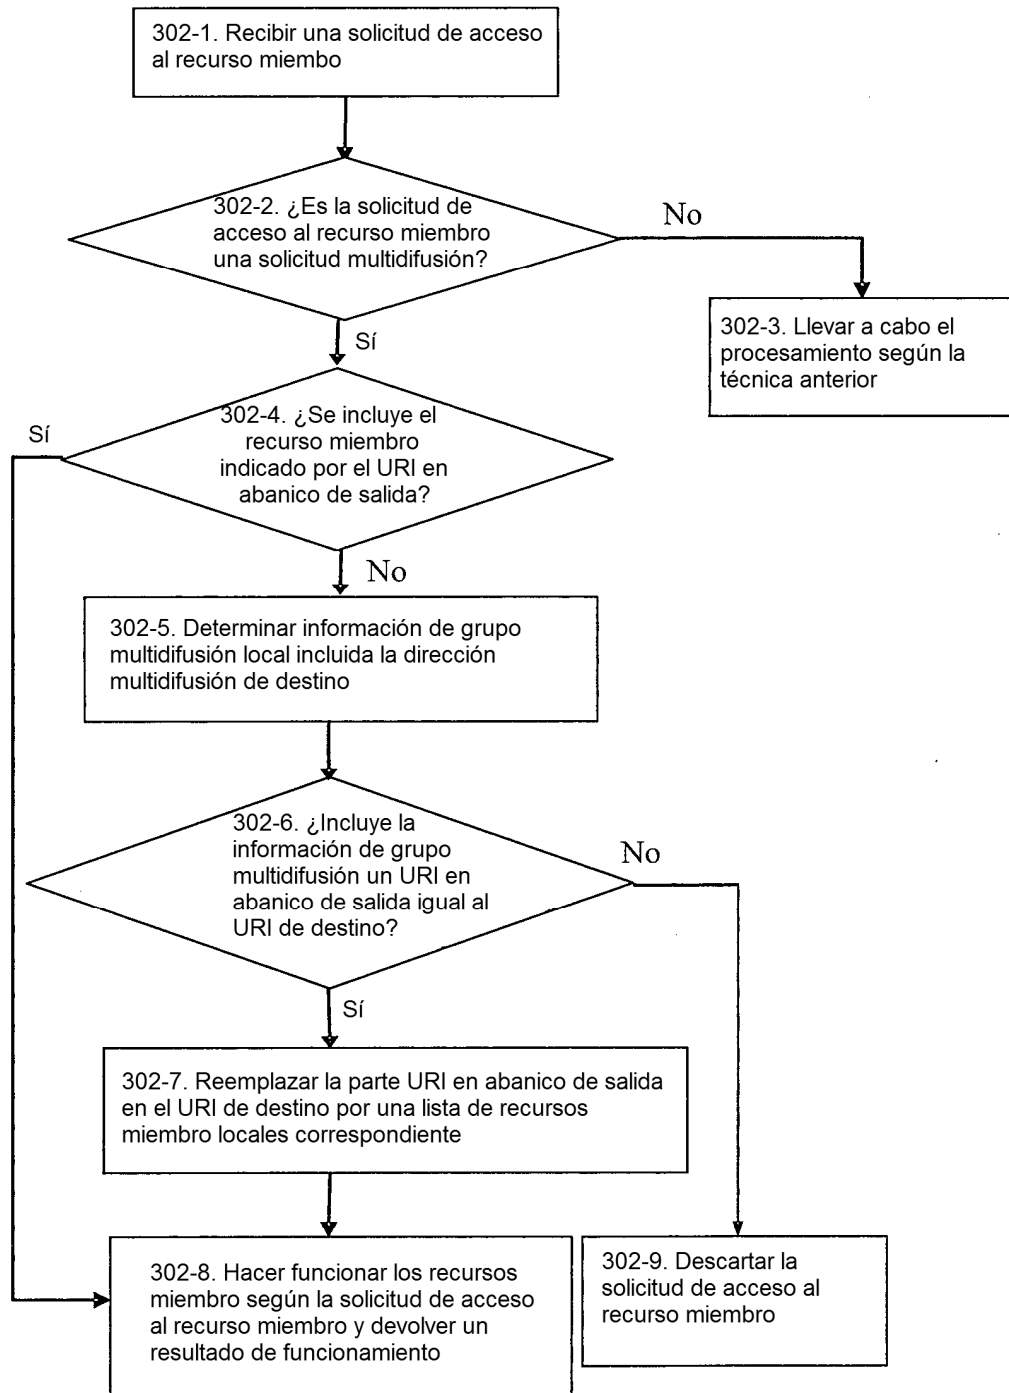 302-1. Recibir una solicitud de acceso
al recurso miembo
302-2. ¿Es la solicitud de
acceso al recurso miembro
una solicitud multidifusión?
No
302-3. Llevar a cabo el
procesamiento según la
técnica anterior
Sí
302-4. ¿Se incluye el
recurso miembro
indicado por el URI en
abanico de salida?
Sí
No
302-5. Determinar información de grupo
multidifusión local incluida la dirección
multidifusión de destino
302-6. ¿Incluye la
información de grupo
multidifusión un URI en
abanico de salida igual al
URI de destino?
No
Sí
302-7. Reemplazar la parte URI en abanico de salida
en el URI de destino por una lista de recursos
miembro locales correspondiente
302-8. Hacer funcionar los recursos
miembro según la solicitud de acceso
al recurso miembro y devolver un
resultado de funcionamiento
302-9. Descartar la
solicitud de acceso al
recurso miembro